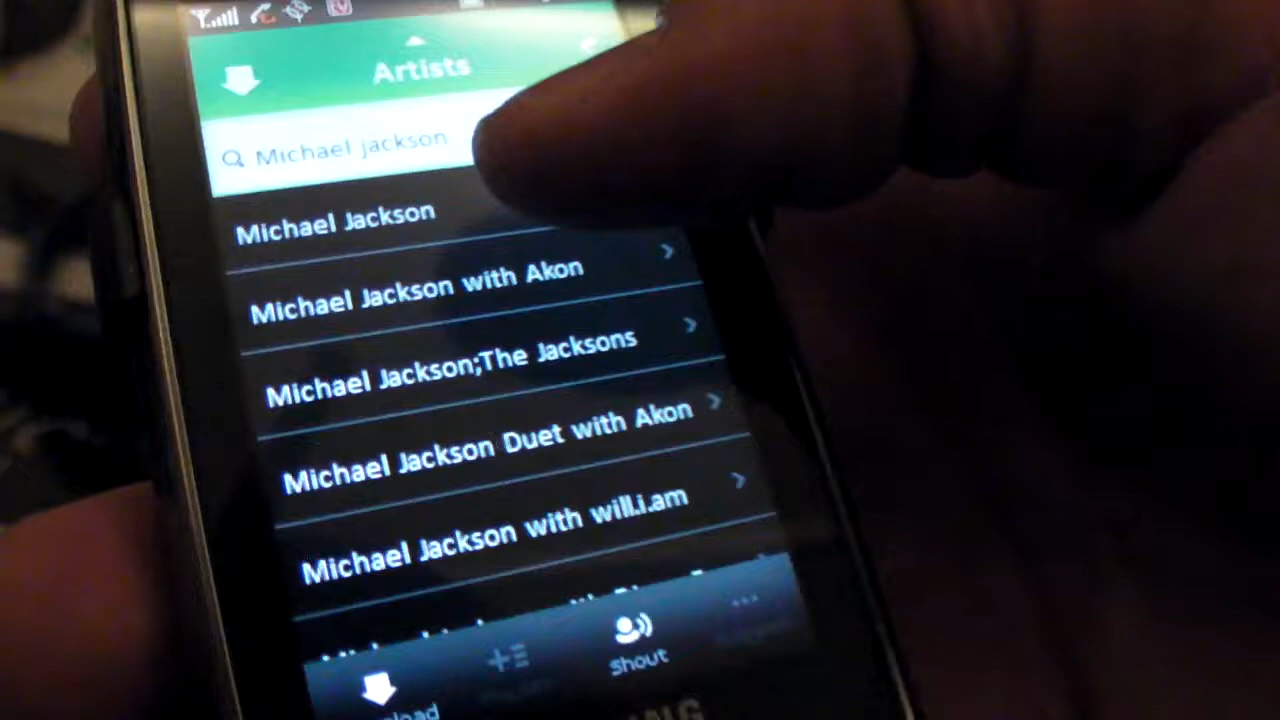 Artists
Michael jackson
Michael Jackson
Michael Jackson with Akon
Michael Jackson;The Jacksons
Michael Jackson Duet with Akon
Michael Jackson with will.i.am
Shout